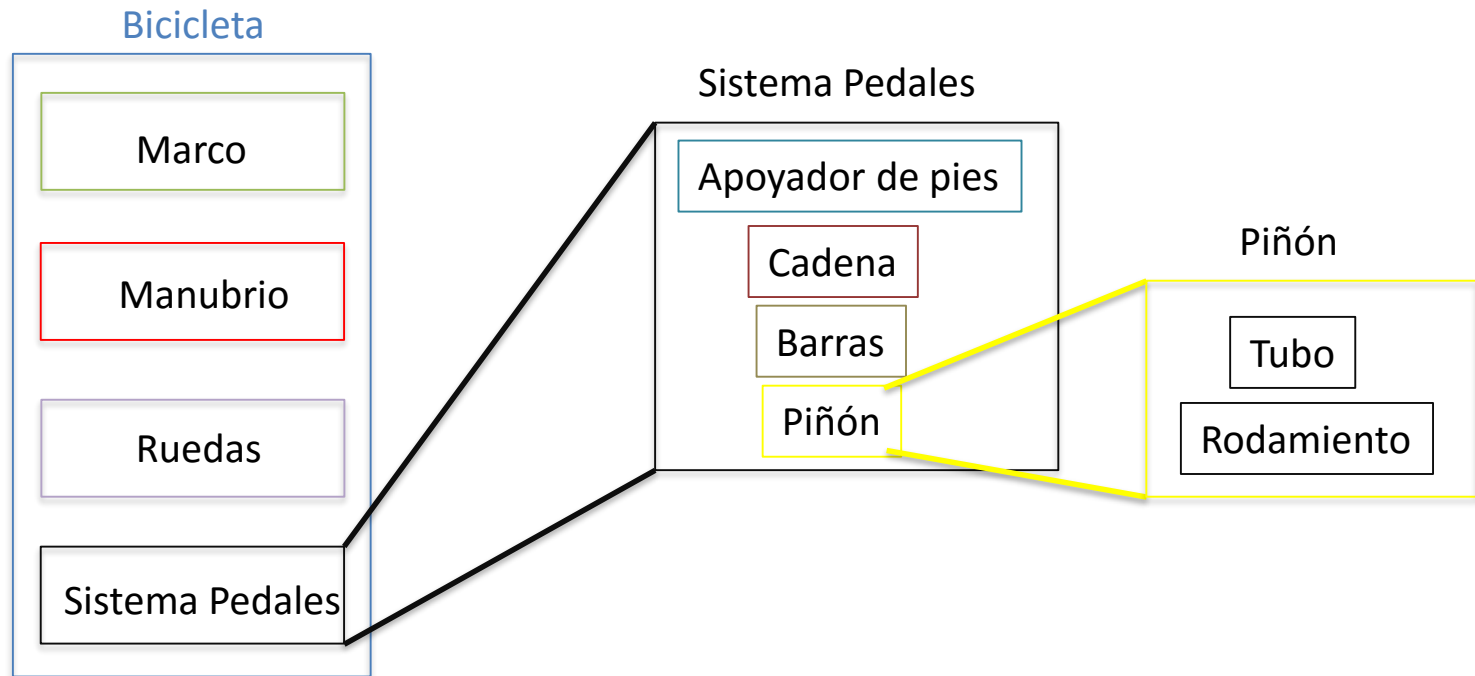 Bicicleta
Marco
Manubrio
Ruedas
Sistema Pedales
Sistema Pedales
Apoyador de pies
Cadena
Barras
Piñón
Piñón
Tubo
Rodamiento